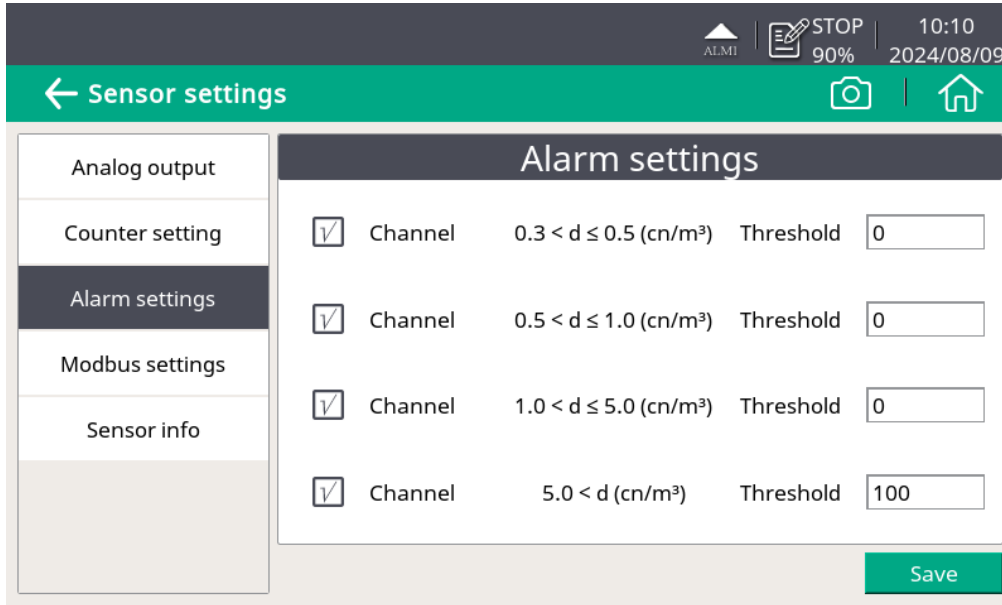 ALMI
STOP
90%
10:10
2024/08/09
Sensor settings
Analog output
Counter setting
Alarm settings
Modbus settings
Sensor info
Alarm settings
√ Channel 0.3 < d ≤ 0.5 (cn/m³) Threshold 0
√ Channel 0.5 < d ≤ 1.0 (cn/m³) Threshold 0
√ Channel 1.0 < d ≤ 5.0 (cn/m³) Threshold 0
√ Channel 5.0 < d (cn/m³) Threshold 100
Save